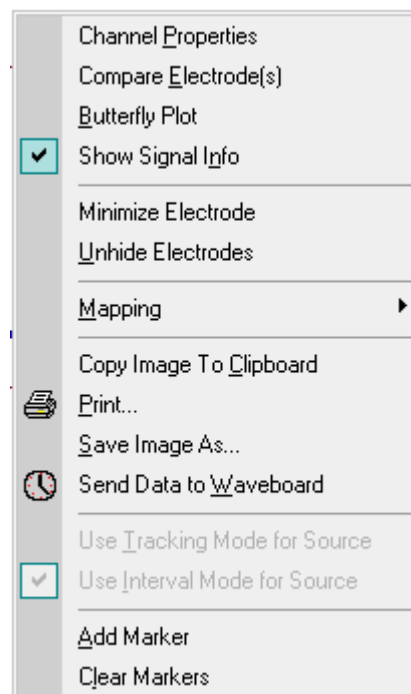 Channel Properties
Compare Electrode(s)
Butterfly Plot
Show Signal Info
Minimize Electrode
Unhide Electrodes
Mapping
Copy Image To Clipboard
Print...
Save Image As...
Send Data to Waveboard
Use Tracking Mode for Source
Use Interval Mode for Source
Add Marker
Clear Markers